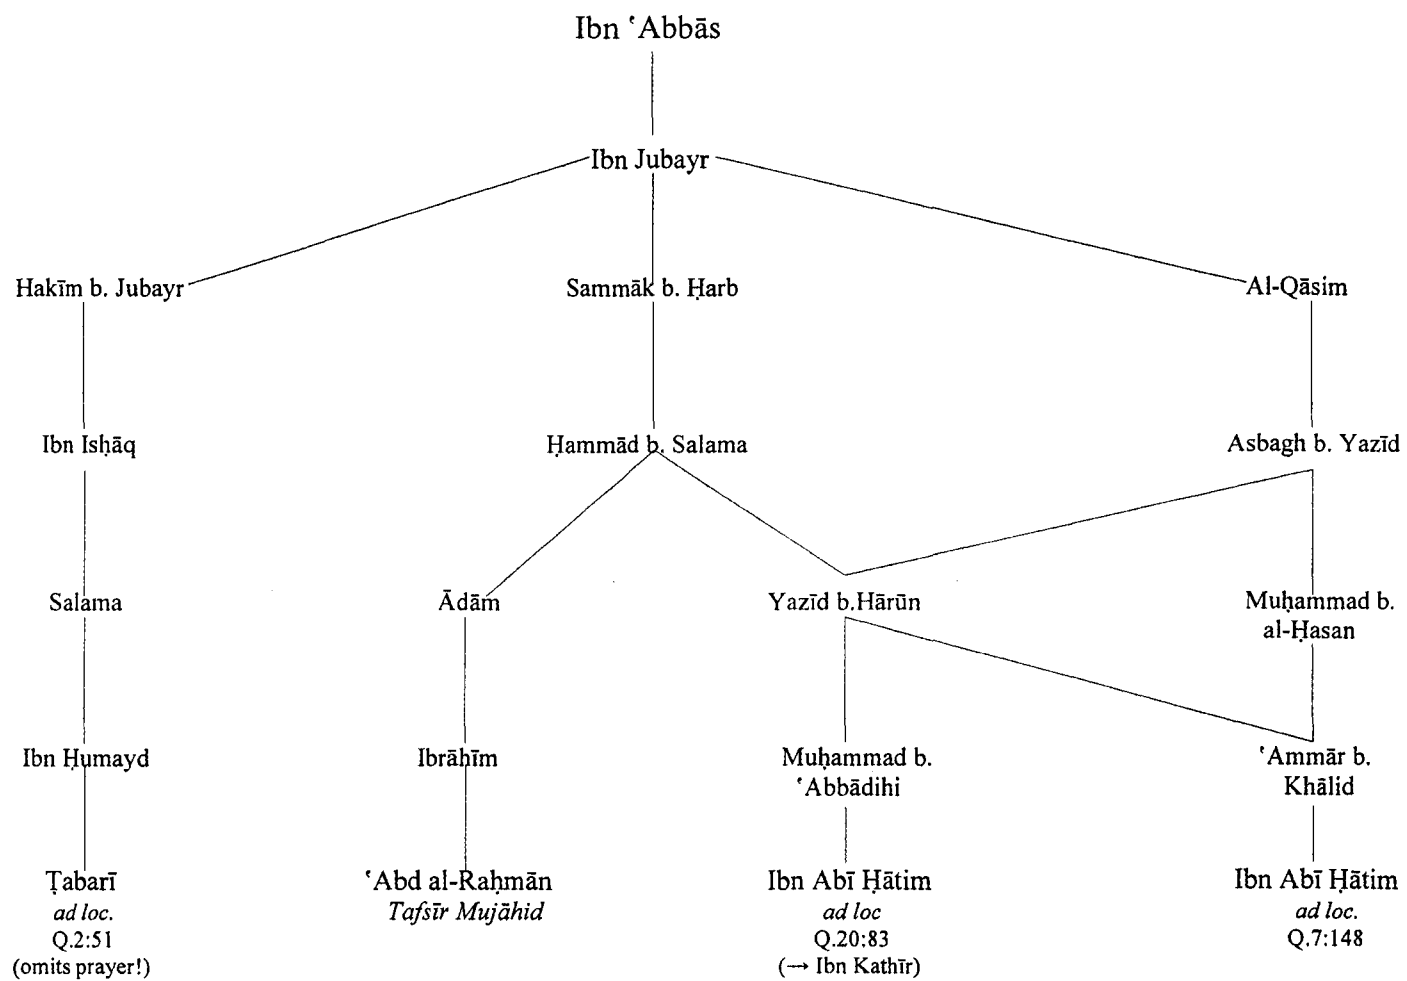 Ibn ʿAbbās
Ibn Jubayr
Ḥakīm b. Jubayr
Sammāk b. Ḥarb
Al-Qāsim
Ibn Isḥāq
Ḥammād b. Salama
Asbagh b. Yazīd
Salama
Ādām
Yazīd b.Hārūn
Muḥammad b.
al-Ḥasan
Ibn Ḥumayd
Ibrāhīm
Muḥammad b.
ʿAbbādihi
ʿAmmār b.
Khālid
Ṭabarī
ad loc.
Q.2:51
(omits prayer!)
ʿAbd al-Raḥmān
Tafsīr Mujāhid
Ibn Abī Ḥātim
ad loc
Q.20:83
(→ Ibn Kathīr)
Ibn Abī Ḥātim
ad loc.
Q.7:148